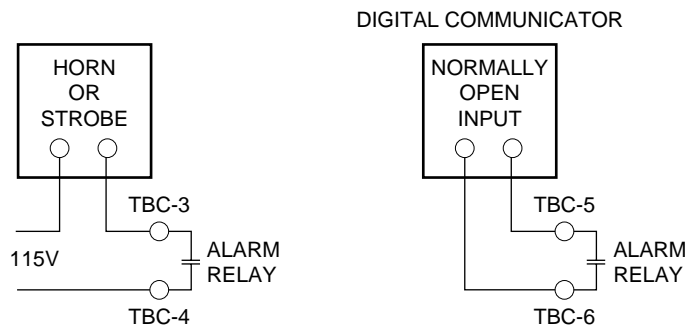 DIGITAL COMMUNICATOR
HORN
OR
STROBE
NORMALLY
OPEN
INPUT
TBC-3
115V
ALARM
RELAY
TBC-4
TBC-5
ALARM
RELAY
TBC-6